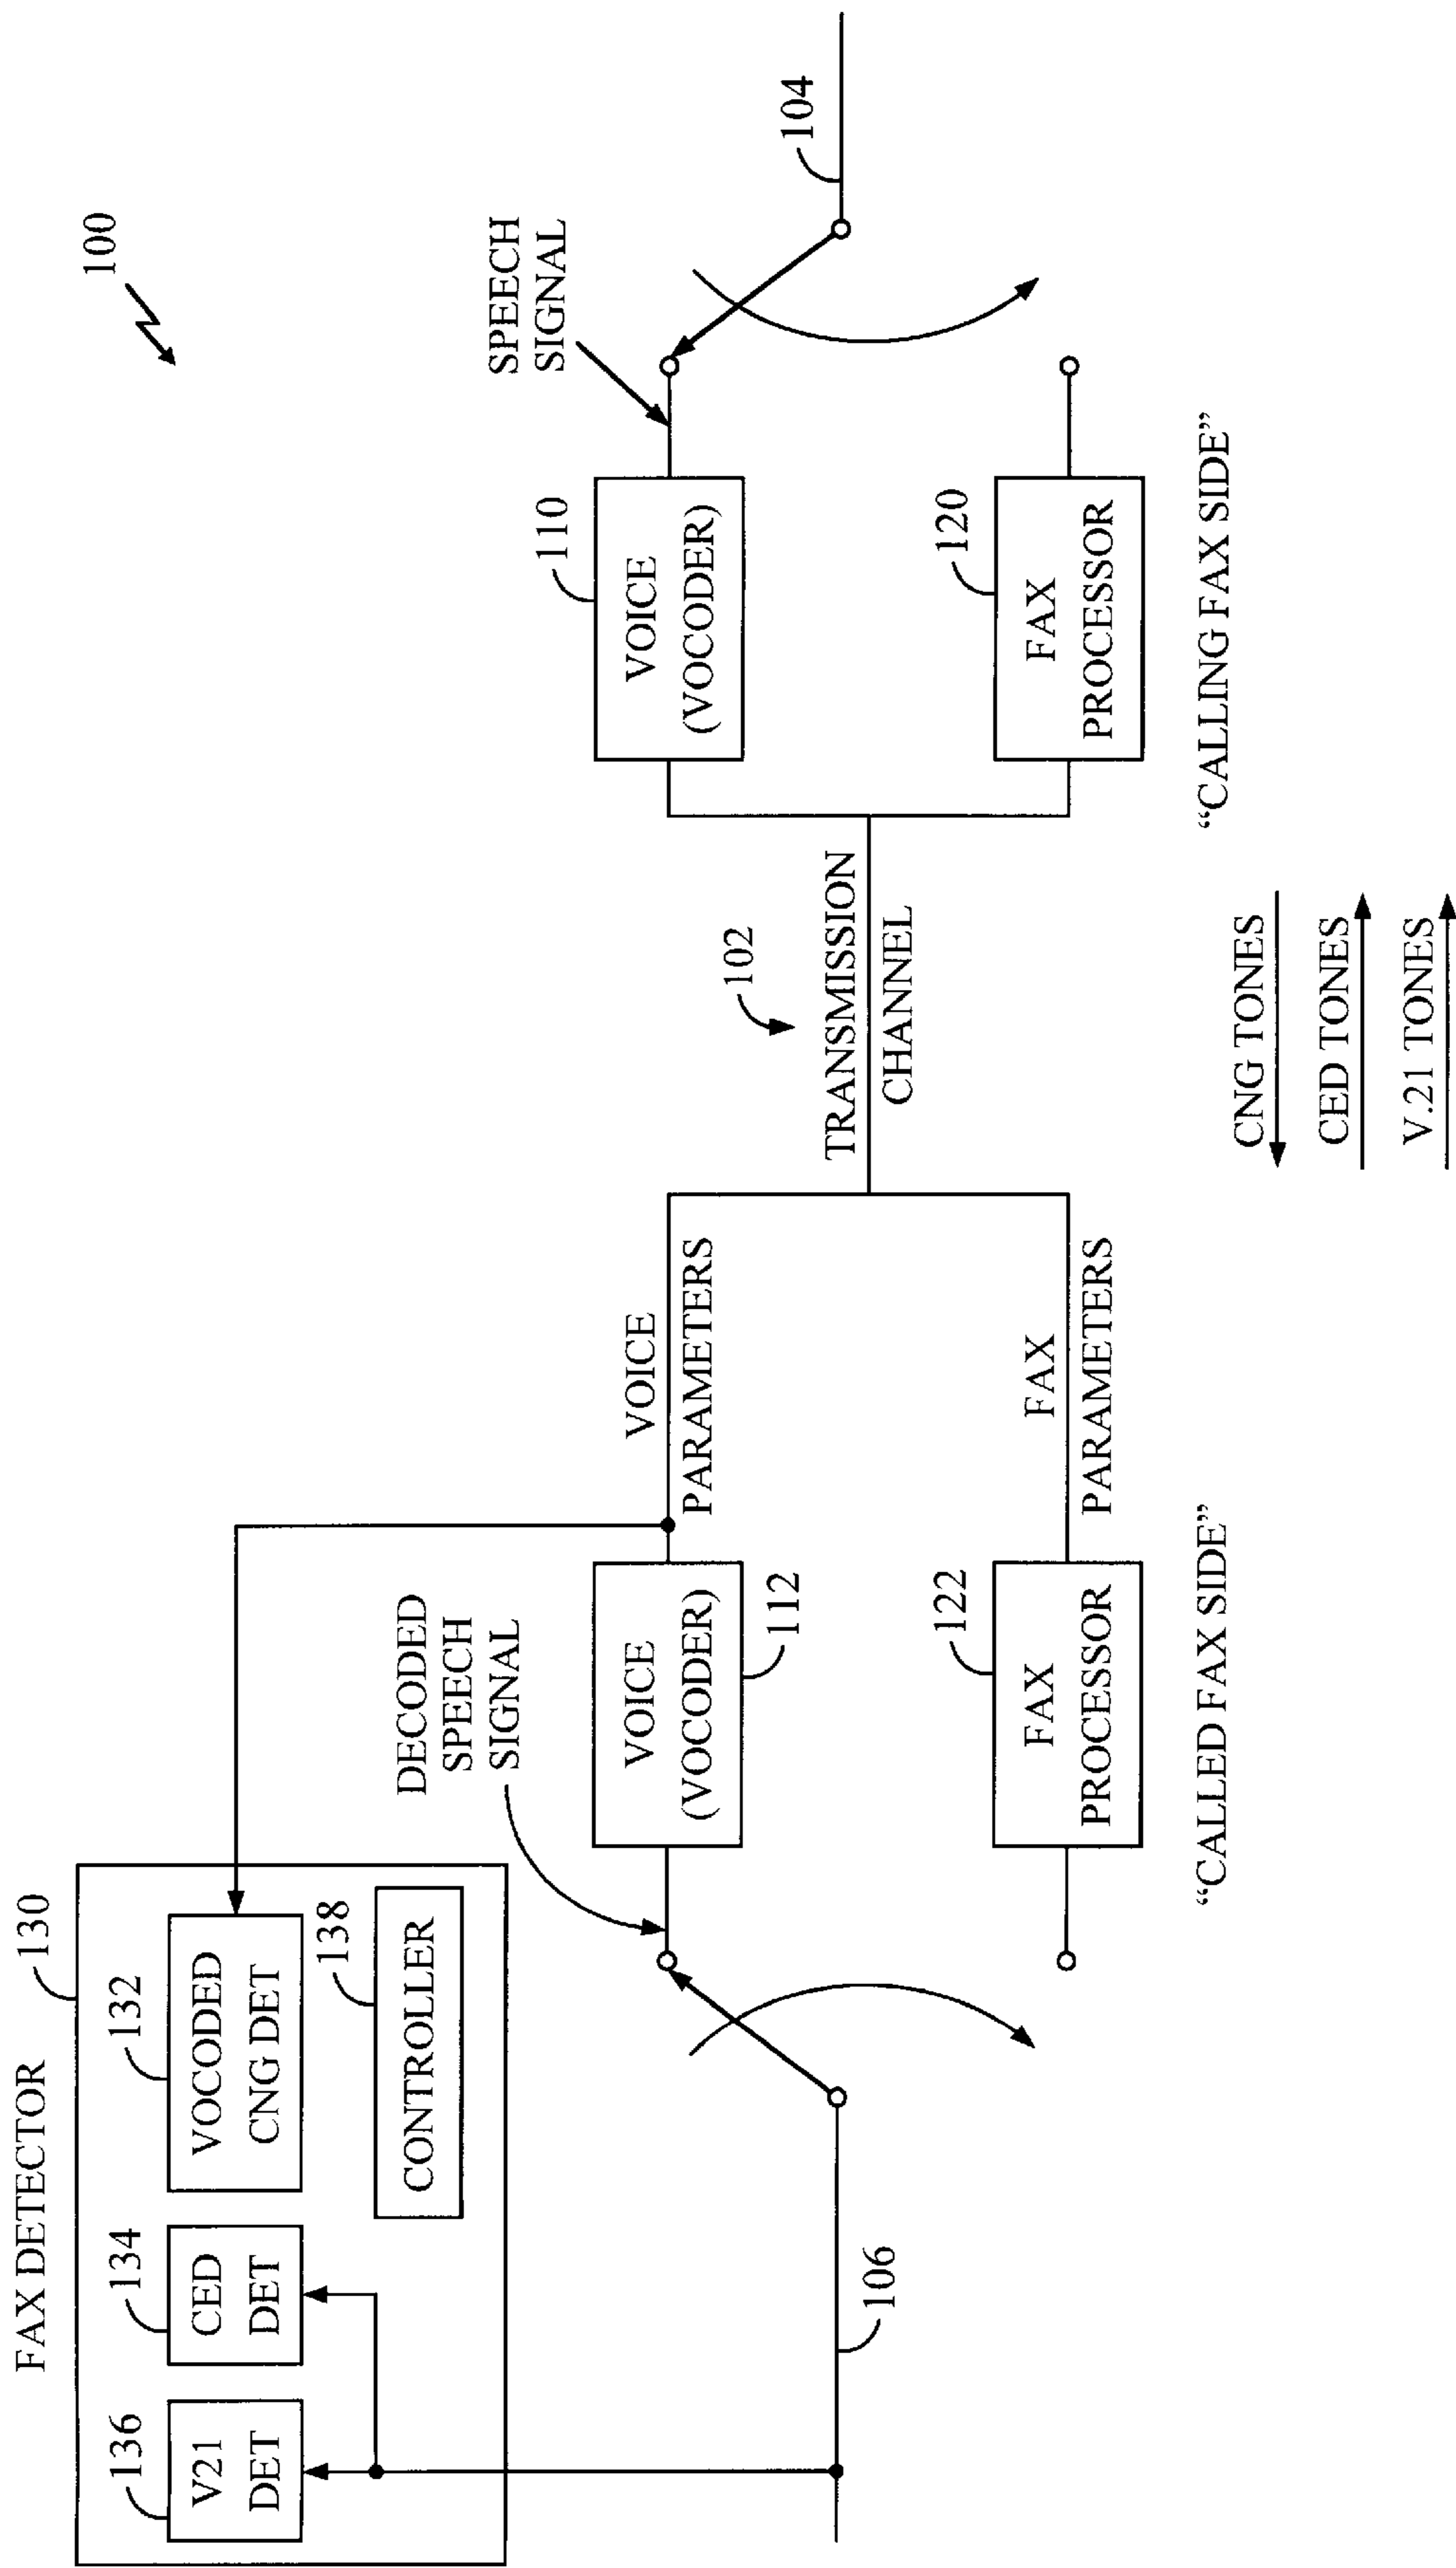 100
FAX DETECTOR
130
136
V21
DET
134
CED
DET
132
VOCODED
CNG DET
138
CONTROLLER
106
DECODED
SPEECH
SIGNAL
VOICE
(VOCODER)
112
FAX
PROCESSOR
122
"CALLED FAX SIDE"
VOICE
PARAMETERS
FAX
PARAMETERS
102
TRANSMISSION
CHANNEL
CNG TONES
CED TONES
V.21 TONES
110
VOICE
(VOCODER)
120
FAX
PROCESSOR
"CALLING FAX SIDE"
SPEECH
SIGNAL
104